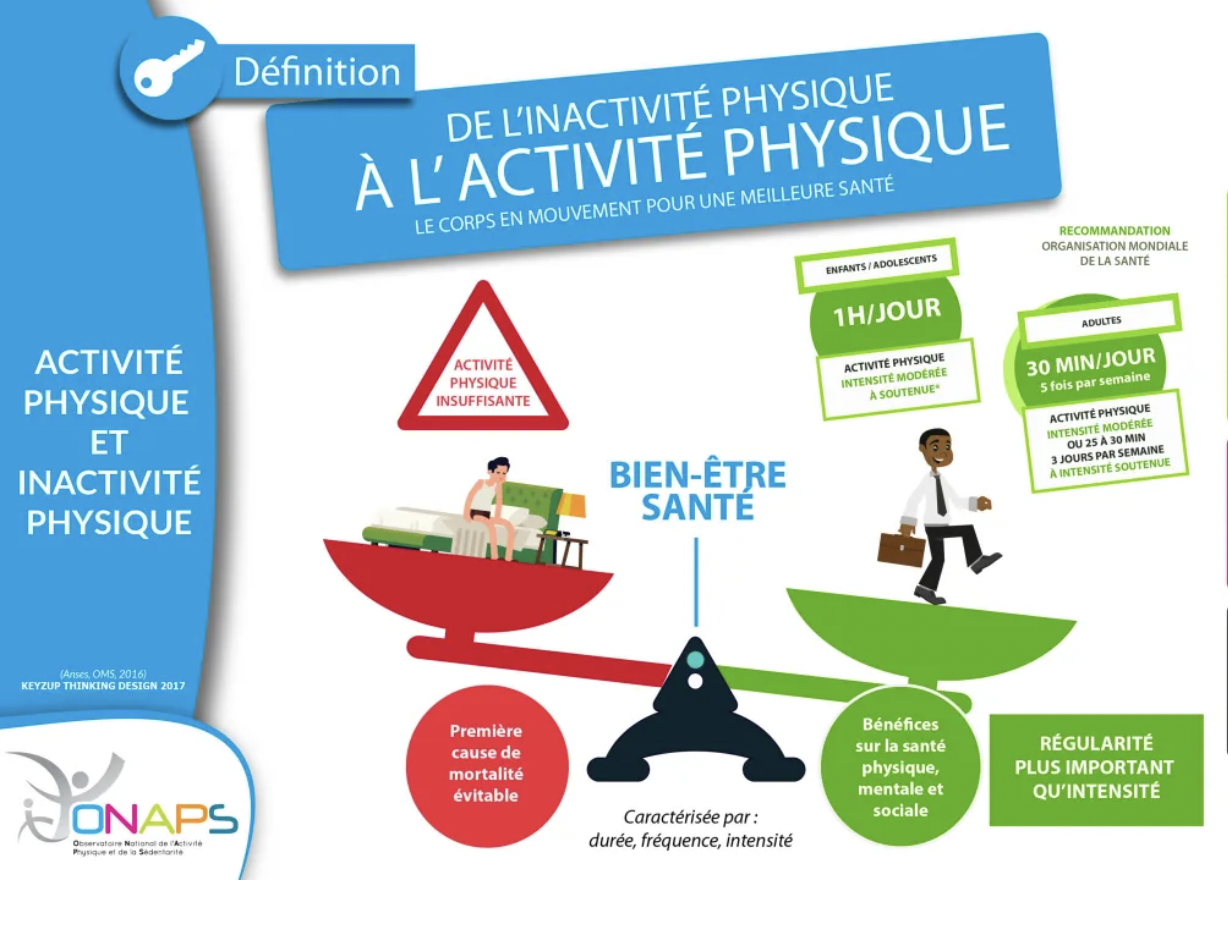 Définition
DE L'INACTIVITÉ PHYSIQUE
À L'ACTIVITÉ PHYSIQUE
LE CORPS EN MOUVEMENT POUR UNE MEILLEURE SANTÉ
RECOMMANDATION
ORGANISATION MONDIALE
DE LA SANTÉ
ENFANTS / ADOLESCENTS
1H/JOUR
ACTIVITÉ PHYSIQUE
INTENSITÉ MODÉRÉE
À SOUTENUE*
ADULTES
30 MIN/JOUR
5 fois par semaine
ACTIVITÉ PHYSIQUE
INTENSITÉ MODÉRÉE
OU 25 À 30 MIN
3 JOURS PAR SEMAINE
À INTENSITÉ SOUTENUE
ACTIVITÉ
PHYSIQUE
INSUFFISANTE
BIEN-ÊTRE
SANTÉ
ACTIVITÉ
PHYSIQUE
ET
INACTIVITÉ
PHYSIQUE
(Anses, OMS, 2016)
KEYZUP THINKING DESIGN 2017
Première
cause de
mortalité
évitable
Caractérisée par :
durée, fréquence, intensité
Bénéfices
sur la santé
physique,
mentale et
sociale
RÉGULARITÉ
PLUS IMPORTANT
QU'INTENSITÉ
ONAPS
Observatoire National de l'Activité
Physique et de la Sédentarité